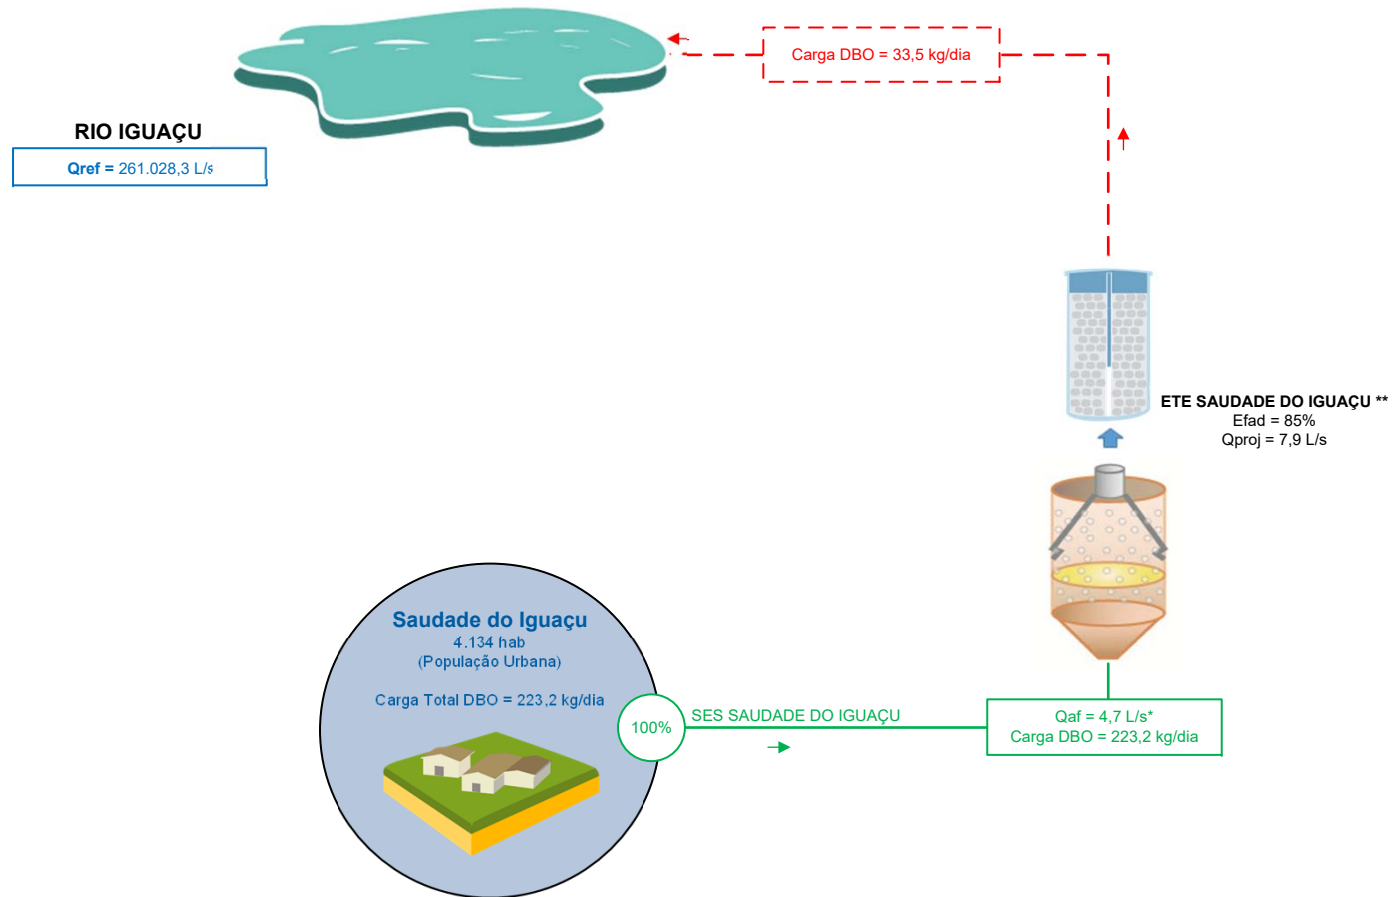 Carga DBO = 33,5 kg/dia
RIO IGUAÇU
Qref = 261.028,3 L/s
ETE SAUDADE DO IGUAÇU **
Efad = 85%
Qproj = 7,9 L/s
Saudade do Iguaçu
4.134 hab
(População Urbana)
Carga Total DBO = 223,2 kg/dia
100%
SES SAUDADE DO IGUAÇU
Qaf = 4,7 L/s*
Carga DBO = 223,2 kg/dia